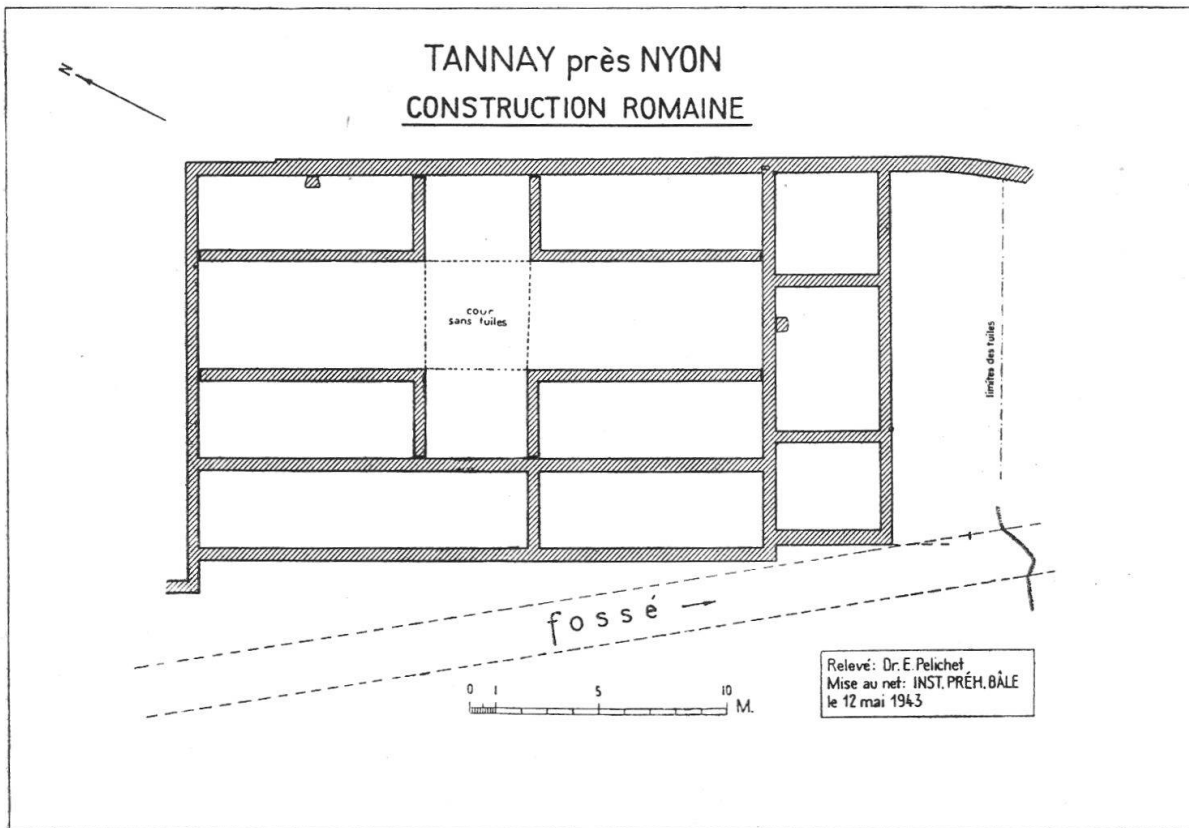 TANNAY près NYON
CONSTRUCTION ROMAINE
N
cour
sans tuiles
limites des tuiles
fossé
0 1 5 10
M.
Relevé: Dr. E. Pelichet
Mise au net: INST. PRÉH. BÂLE
le 12 mai 1943